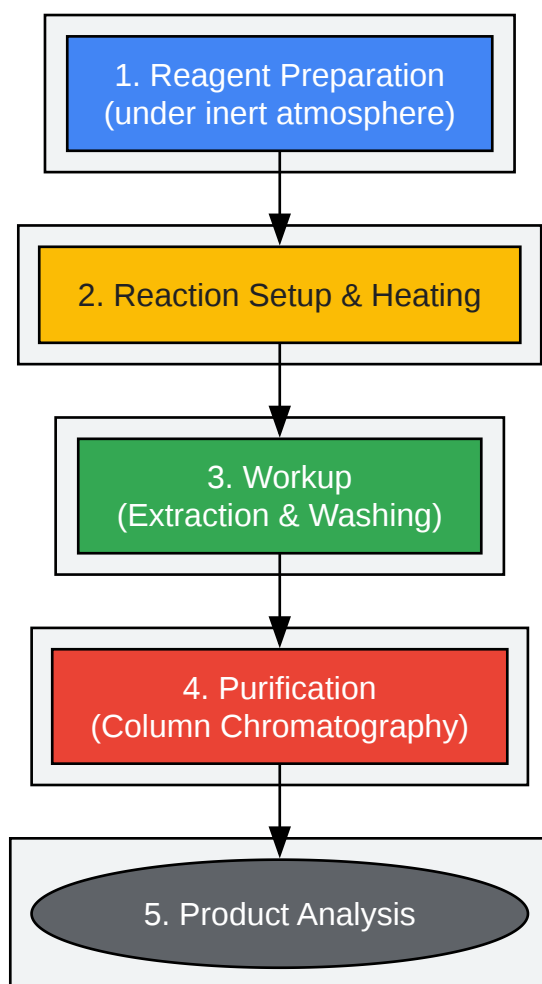 1. Reagent Preparation
(under inert atmosphere)
2. Reaction Setup & Heating
3. Workup
(Extraction & Washing)
4. Purification
(Column Chromatography)
5. Product Analysis